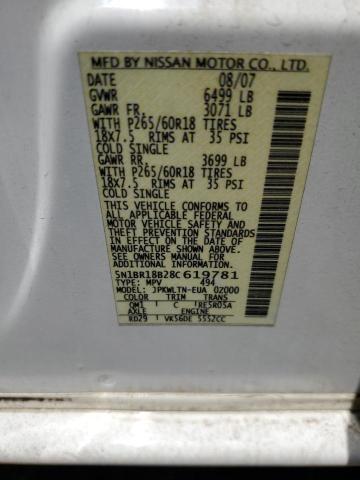 MFD BY NISSAN MOTOR CO., LTD.
DATE 08/07
GVWR 6499 LB
GAWR FR. 3071 LB
WITH P265/60R18 TIRES
18X7.5 RIMS AT 35 PSI
COLD SINGLE
GAWR RR. 3699 LB
WITH P265/60R18 TIRES
18X7.5 RIMS AT 35 PSI
COLD SINGLE
THIS VEHICLE CONFORMS TO
ALL APPLICABLE FEDERAL
MOTOR VEHICLE SAFETY AND
THEFT PREVENTION STANDARDS
IN EFFECT ON THE DATE OF
MANUFACTURE SHOWN ABOVE.
SEE OWNERS MANUAL FOR
ADDITIONAL INFORMATION.
5N1BR18B28C619781
TYPE: MPV 494
MODEL: JPKWLTN-EUA 02000
COLOR TRIM TRANS
QM1 C RE5R05A
AXLE ENGINE
RD29 VK56DE 5552CC